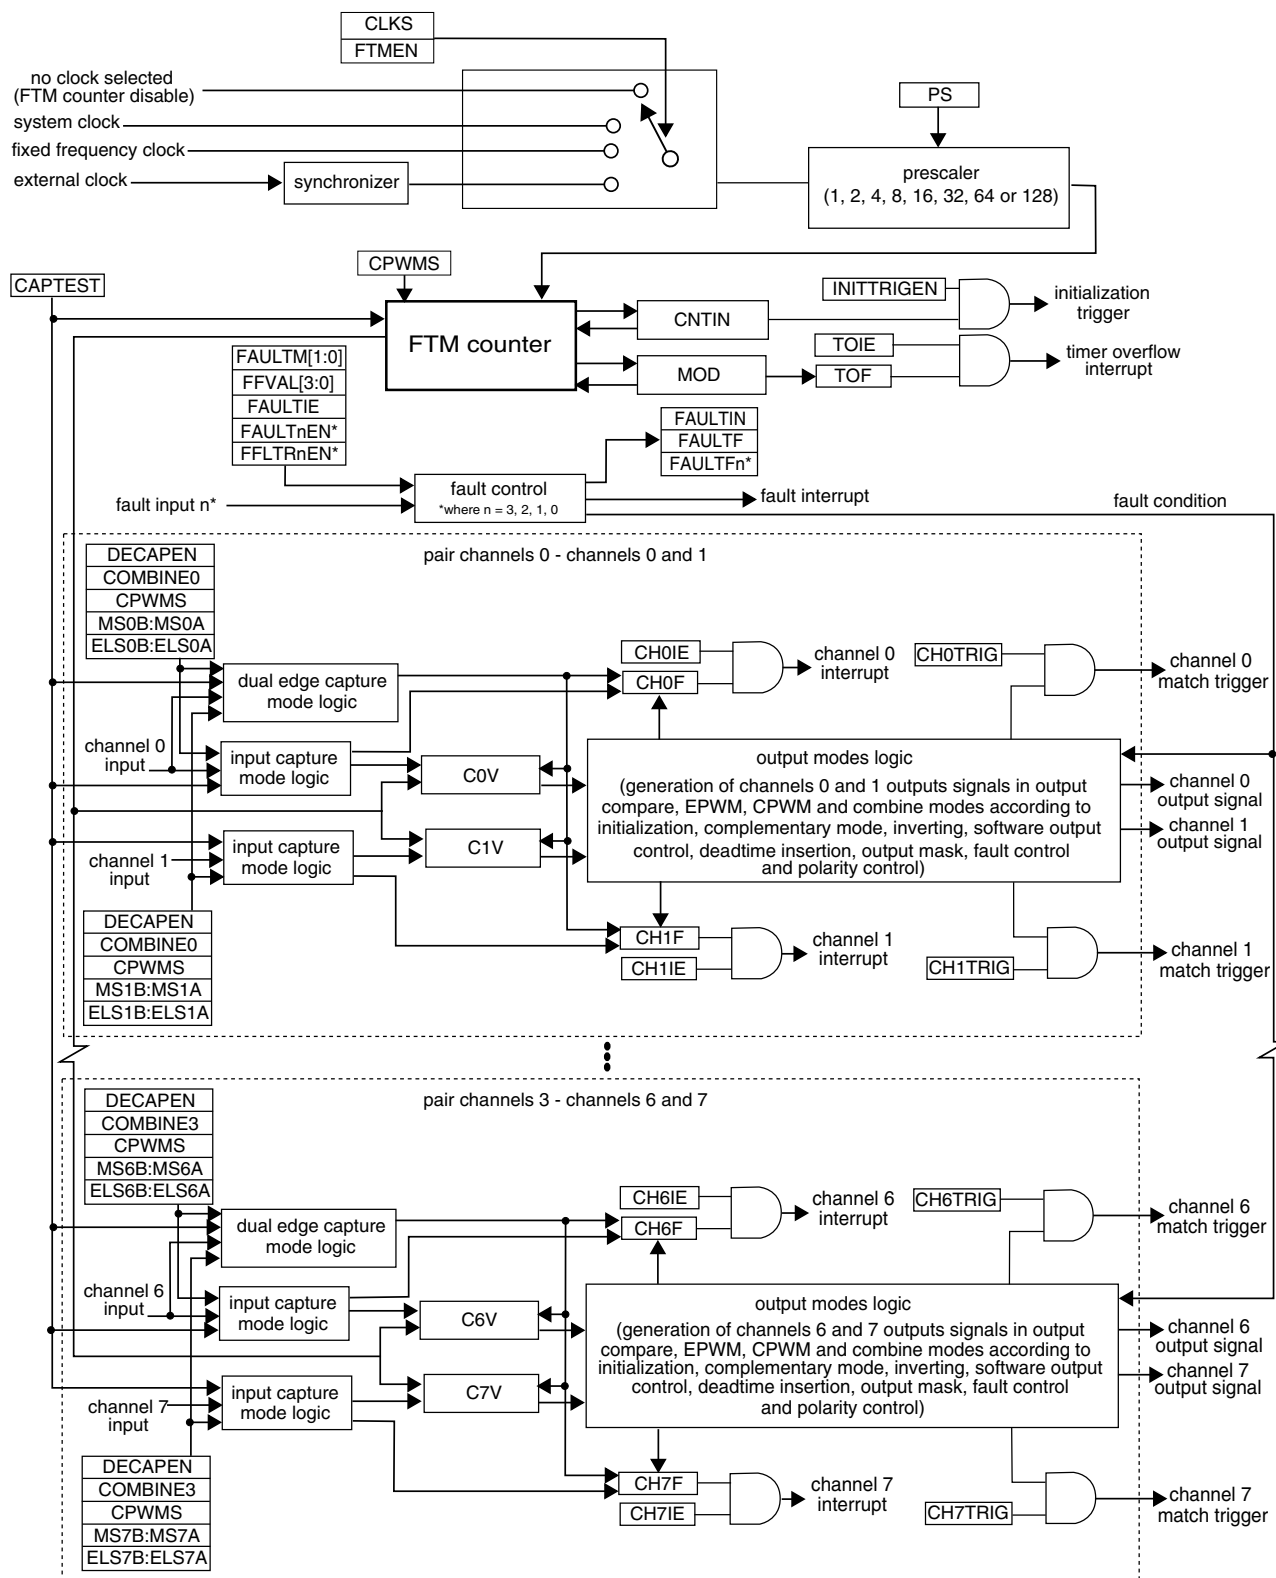 CLKS
FTMEN
no clock selected
(FTM counter disable)
system clock
fixed frequency clock
external clock
synchronizer
PS
prescaler
(1, 2, 4, 8, 16, 32, 64 or 128)
CPWMS
CAPTEST
FTM counter
CNTIN
MOD
INITTRIGEN
initialization
trigger
TOIE
TOF
timer overflow
interrupt
FAULTM[1:0]
FFVAL[3:0]
FAULTIE
FAULTnEN*
FFLTRnEN*
FAULTIN
FAULTF
FAULTFn*
fault input n*
fault control
*where n = 3, 2, 1, 0
fault interrupt
fault condition
pair channels 0 - channels 0 and 1
DECAPEN
COMBINE0
CPWMS
MS0B:MS0A
ELS0B:ELS0A
dual edge capture
mode logic
CH0IE
CH0F
channel 0
interrupt
CH0TRIG
channel 0
match trigger
channel 0
input
input capture
mode logic
C0V
output modes logic
(generation of channels 0 and 1 outputs signals in output
compare, EPWM, CPWM and combine modes according to
initialization, complementary mode, inverting, software output
control, deadtime insertion, output mask, fault control
and polarity control)
channel 0
output signal
channel 1
output signal
channel 1
input
input capture
mode logic
C1V
DECAPEN
COMBINE0
CPWMS
MS1B:MS1A
ELS1B:ELS1A
CH1F
CH1IE
channel 1
interrupt
CH1TRIG
channel 1
match trigger
pair channels 3 - channels 6 and 7
DECAPEN
COMBINE3
CPWMS
MS6B:MS6A
ELS6B:ELS6A
dual edge capture
mode logic
CH6IE
CH6F
channel 6
interrupt
CH6TRIG
channel 6
match trigger
channel 6
input
input capture
mode logic
C6V
output modes logic
(generation of channels 6 and 7 outputs signals in output
compare, EPWM, CPWM and combine modes according to
initialization, complementary mode, inverting, software output
control, deadtime insertion, output mask, fault control
and polarity control)
channel 6
output signal
channel 7
output signal
channel 7
input
input capture
mode logic
C7V
DECAPEN
COMBINE3
CPWMS
MS7B:MS7A
ELS7B:ELS7A
CH7F
CH7IE
channel 7
interrupt
CH7TRIG
channel 7
match trigger